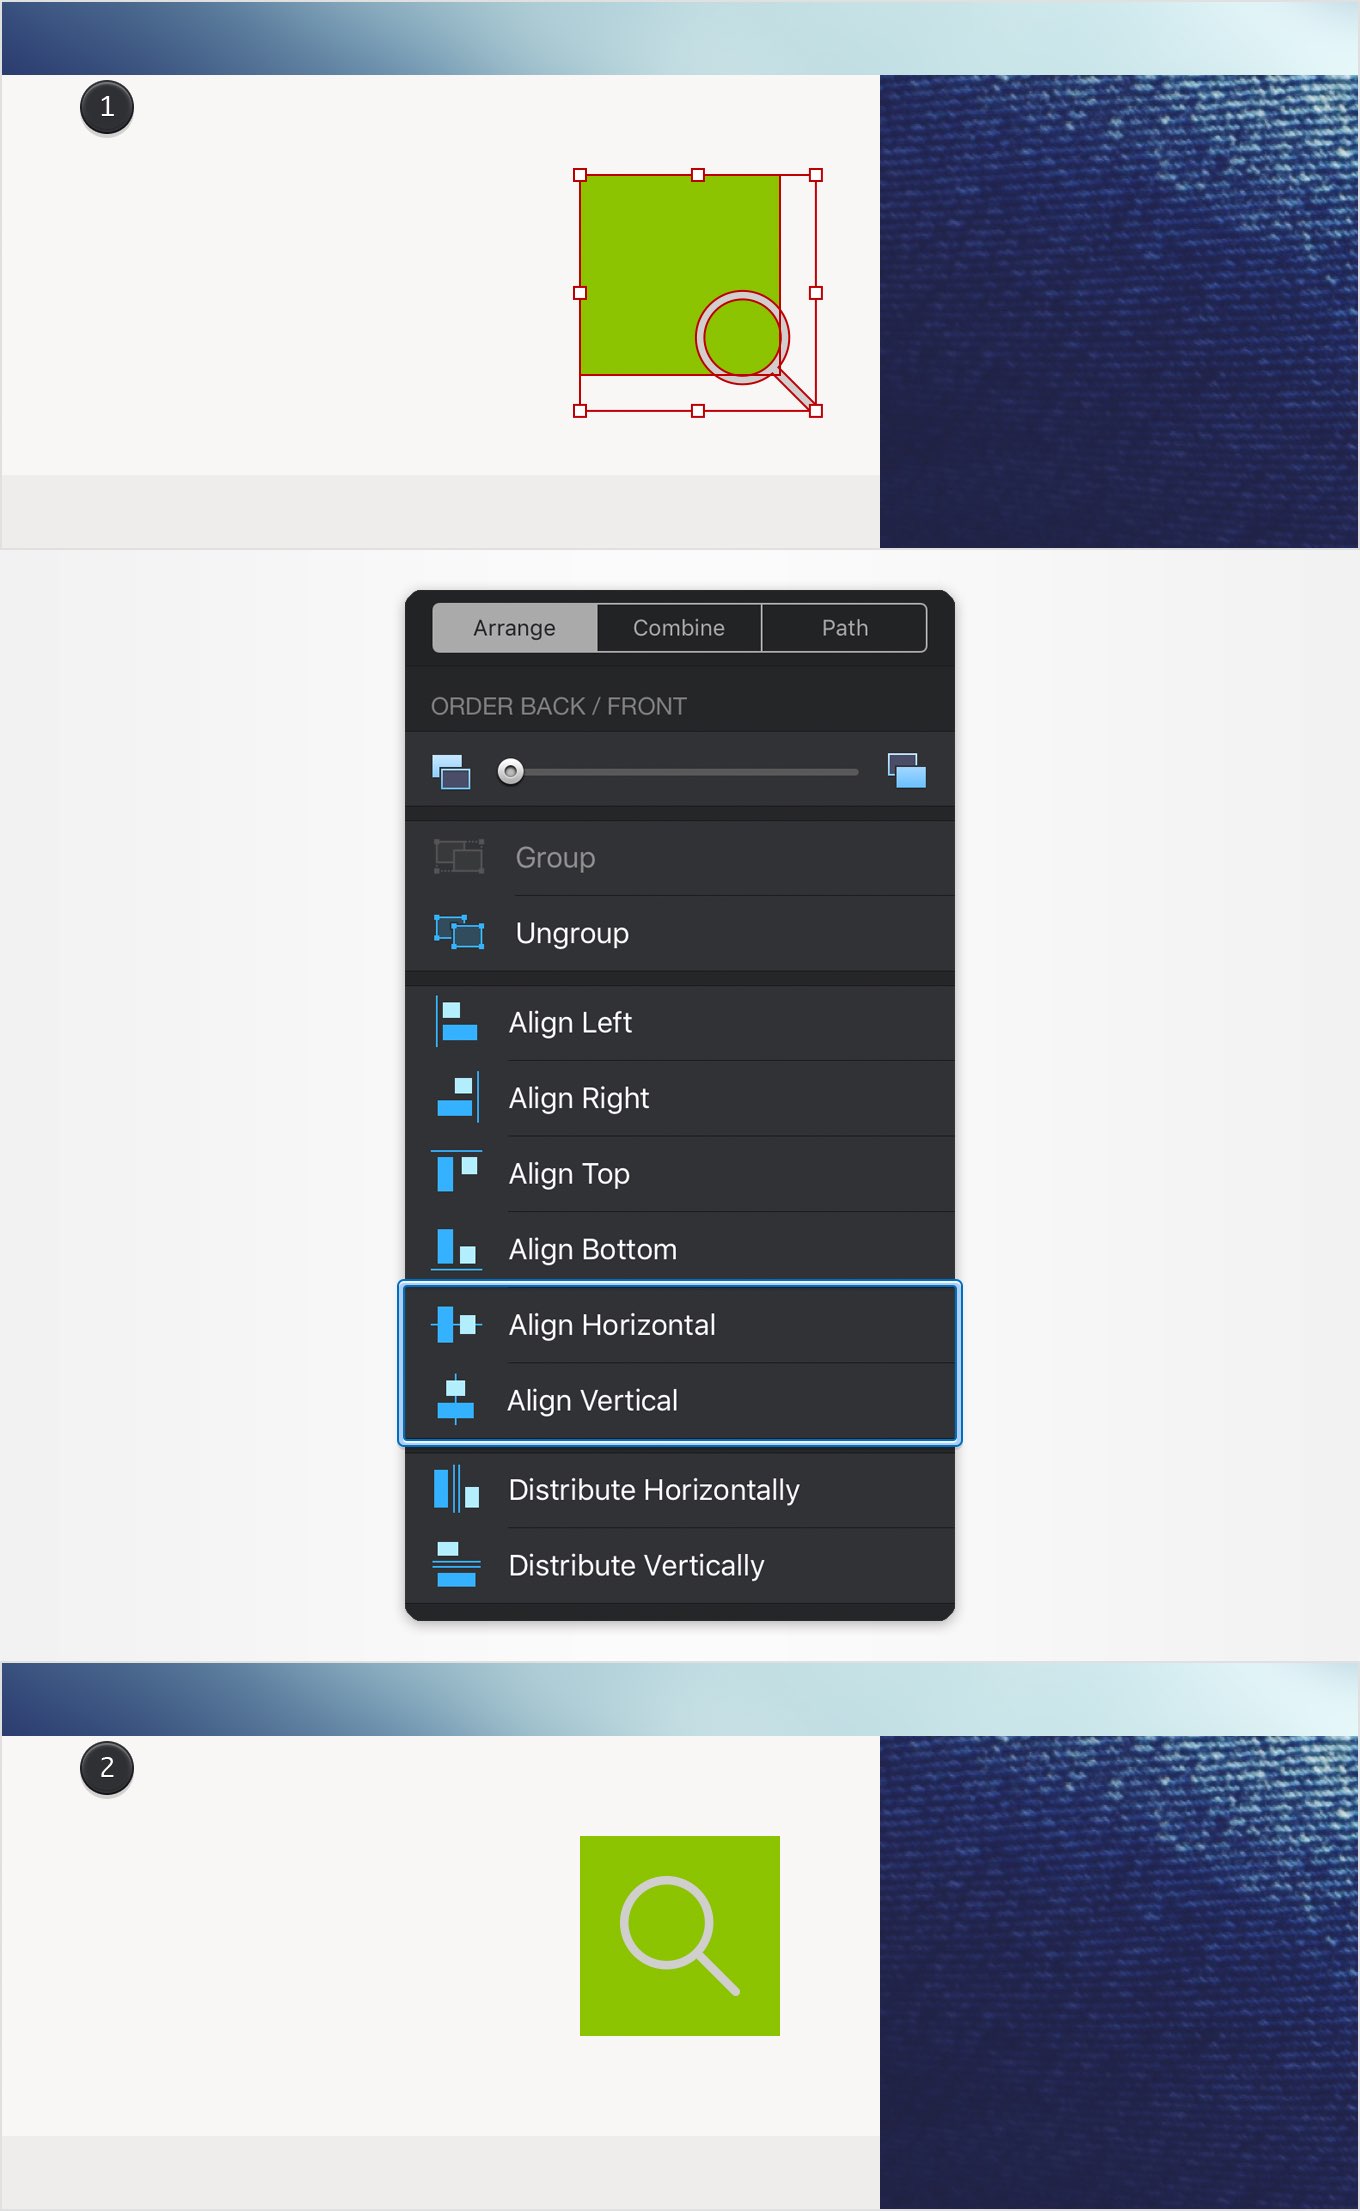 1
Arrange Combine Path
ORDER BACK / FRONT
Group
Ungroup
Align Left
Align Right
Align Top
Align Bottom
Align Horizontal
Align Vertical
Distribute Horizontally
Distribute Vertically
2